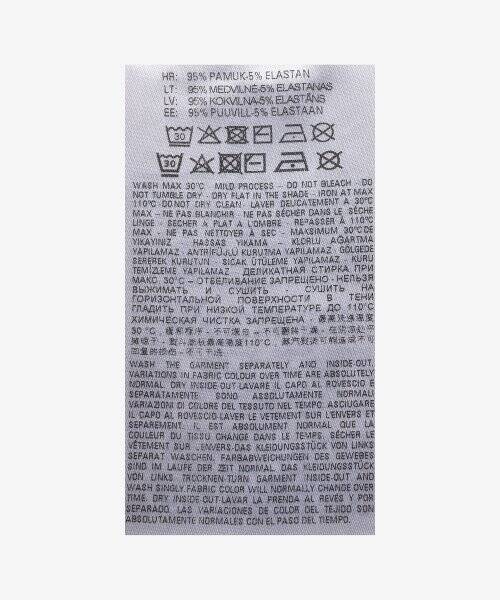 HR: 95% PAMUK-5% ELASTAN
LT: 95% MEDVILNĖ-5% ELASTANAS
LV: 95% KOKVILNA-5% ELASTĀNS
EE: 95% PUUVILL-5% ELASTAAN
30
30
WASH MAX 30°C - MILD PROCESS - DO NOT BLEACH - DO
NOT TUMBLE DRY - DRY FLAT IN THE SHADE - IRON AT MAX
110°C - DO NOT DRY CLEAN - LAVER DELICATEMENT A 30°C
MAX - NE PAS BLANCHIR - NE PAS SÉCHER DANS LE SÈCHE
LINGE - SÉCHER A PLAT A L'OMBRE - REPASSER À 110°C
MAX - NE PAS NETTOYER À SEC - MAKSIMUM 30°C DE
YIKAYINIZ - HASSAS YIKAMA - KLORLU AĞARTMA
YAPILAMAZ - ANTRİFÜJLÜ KURUTMA YAPILAMAZ - GÖLGEDE
SEREREK KURUTUN - SICAK ÜTÜLEME YAPILAMAZ - KURU
TEMİZLEME YAPILAMAZ - ДЕЛИКАТНАЯ СТИРКА ПРИ
МАКС. 30°C - ОТБЕЛИВАНИЕ ЗАПРЕЩЕНО - НЕЛЬЗЯ
ВЫЖИМАТЬ И СУШИТЬ - СУШИТЬ НА
ГОРИЗОНТАЛЬНОЙ ПОВЕРХНОСТИ В ТЕНИ
ГЛАДИТЬ ПРИ НИЗКОЙ ТЕМПЕРАТУРЕ ДО 110°C
ХИМИЧЕСКАЯ ЧИСТКА ЗАПРЕЩЕНА -
30 °C
110°C
WASH THE GARMENT SEPARATELY AND INSIDE-OUT.
VARIATIONS IN FABRIC COLOUR OVER TIME ARE ABSOLUTELY
NORMAL. DRY INSIDE-OUT-LAVARE IL CAPO AL ROVESCIO E
SEPARATAMENTE. SONO ASSOLUTAMENTE NORMALI
VARIAZIONI DI COLORE DEL TESSUTO NEL TEMPO. ASCIUGARE
IL CAPO AL ROVESCIO-LAVER LE VETEMENT SUR L'ENVERS ET
SEPAREMENT. IL EST ABSOLUMENT NORMAL QUE LA
COULEUR DU TISSU CHANGE DANS LE TEMPS. SÉCHER LE
VÊTEMENT SUR L'ENVERS-DAS KLEIDUNGSSTÜCK VON LINKS
SEPARAT WASCHEN. FARBABWEICHUNGEN DES GEWEBES
SIND IM LAUFE DER ZEIT NORMAL. DAS KLEIDUNGSSTÜCK
VON LINKS TROCKNEN-TURN GARMENT INSIDE-OUT AND
WASH SINGLY.FABRIC COLOR WILL NORMALLY CHANGE OVER
TIME. DRY INSIDE-OUT-LAVAR LA PRENDA AL REVÉS Y POR
SEPARADO. LAS VARIACIONES DE COLOR DEL TEJIDO SON
ABSOLUTAMENTE NORMALES CON EL PASO DEL TIEMPO.